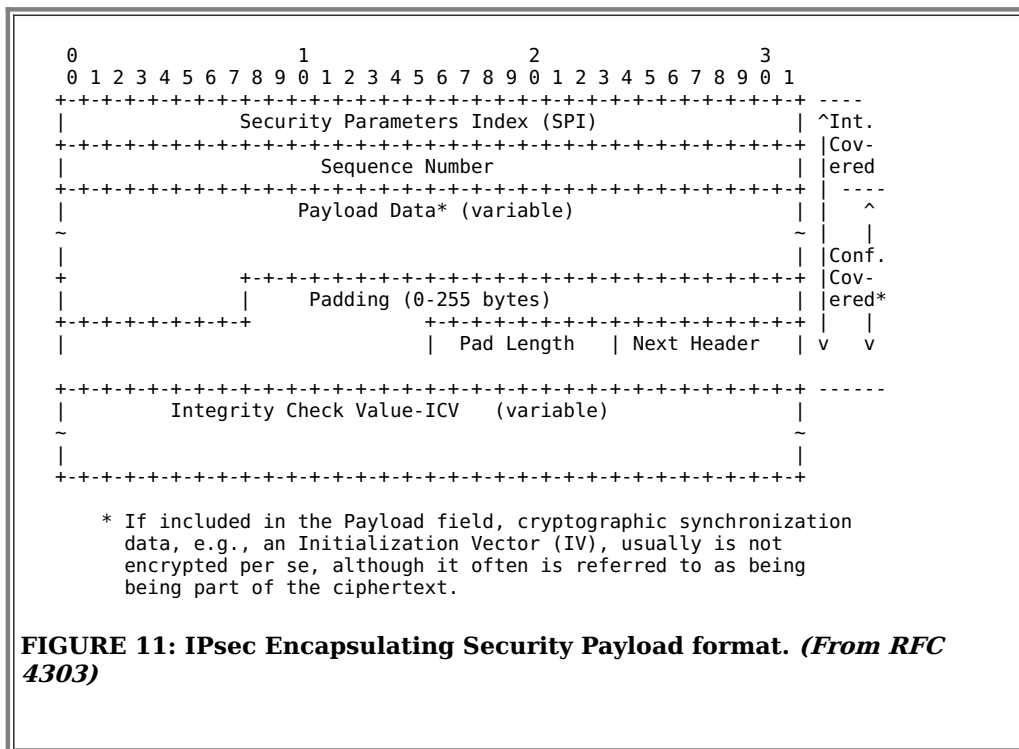 0                   1                   2                   3
0 1 2 3 4 5 6 7 8 9 0 1 2 3 4 5 6 7 8 9 0 1 2 3 4 5 6 7 8 9 0 1
+-+-+-+-+-+-+-+-+-+-+-+-+-+-+-+-+-+-+-+-+-+-+-+-+-+-+-+-+-+-+-+-+ ----
|               Security Parameters Index (SPI)                 | ^Int.
+-+-+-+-+-+-+-+-+-+-+-+-+-+-+-+-+-+-+-+-+-+-+-+-+-+-+-+-+-+-+-+-+ |Cov-
|                      Sequence Number                          | |ered
+-+-+-+-+-+-+-+-+-+-+-+-+-+-+-+-+-+-+-+-+-+-+-+-+-+-+-+-+-+-+-+-+ | ----
|                    Payload Data* (variable)                   | |   ^
~                                                               ~ |   |
|                                                               | |Conf.
+               +-+-+-+-+-+-+-+-+-+-+-+-+-+-+-+-+-+-+-+-+-+-+-+-+ |Cov-
|               |     Padding (0-255 bytes)                     | |ered*
+-+-+-+-+-+-+-+-+               +-+-+-+-+-+-+-+-+-+-+-+-+-+-+-+-+ |   |
|                               |  Pad Length   | Next Header   | v   v
+-+-+-+-+-+-+-+-+-+-+-+-+-+-+-+-+-+-+-+-+-+-+-+-+-+-+-+-+-+-+-+-+ ------
|         Integrity Check Value-ICV   (variable)                |
~                                                               ~
|                                                               |
+-+-+-+-+-+-+-+-+-+-+-+-+-+-+-+-+-+-+-+-+-+-+-+-+-+-+-+-+-+-+-+-+
* If included in the Payload field, cryptographic synchronization
data, e.g., an Initialization Vector (IV), usually is not
encrypted per se, although it often is referred to as being
being part of the ciphertext.
FIGURE 11: IPsec Encapsulating Security Payload format. (From RFC
4303)